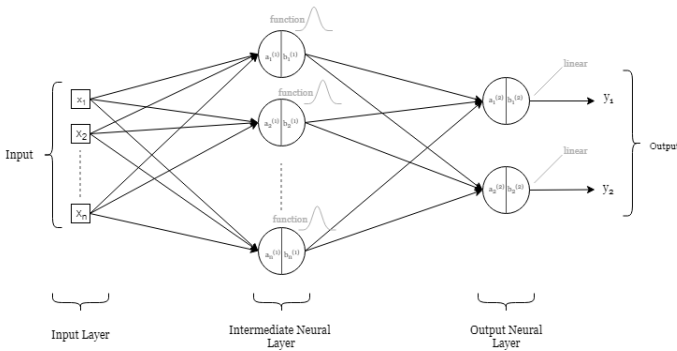 function
a₁⁽¹⁾ b₁⁽¹⁾
linear
function
x₁
a₁⁽²⁾ b₁⁽²⁾
y₁
a₂⁽¹⁾ b₂⁽¹⁾
x₂
Input
Output
linear
a₂⁽²⁾ b₂⁽²⁾
y₂
xₙ
function
aₙ⁽¹⁾ bₙ⁽¹⁾
Input Layer
Intermediate Neural
Layer
Output Neural
Layer